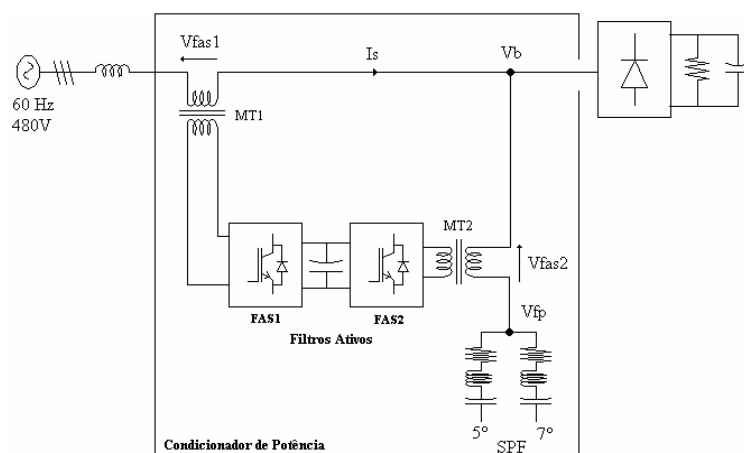 Vfas1
Is
Vb
60 Hz
480V
MT1
MT2
Vfas2
FAS1
FAS2
Filtros Ativos
Vfp
5º
7º
SPF
Condicionador de Potência